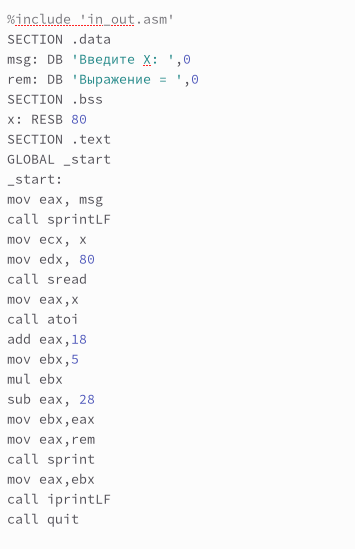 %include 'in_out.asm'
SECTION .data
msg: DB 'Введите X: ',0
rem: DB 'Выражение = ',0
SECTION .bss
x: RESB 80
SECTION .text
GLOBAL _start
_start:
mov eax, msg
call sprintLF
mov ecx, x
mov edx, 80
call sread
mov eax,x
call atoi
add eax,18
mov ebx,5
mul ebx
sub eax, 28
mov ebx,eax
mov eax,rem
call sprint
mov eax,ebx
call iprintLF
call quit